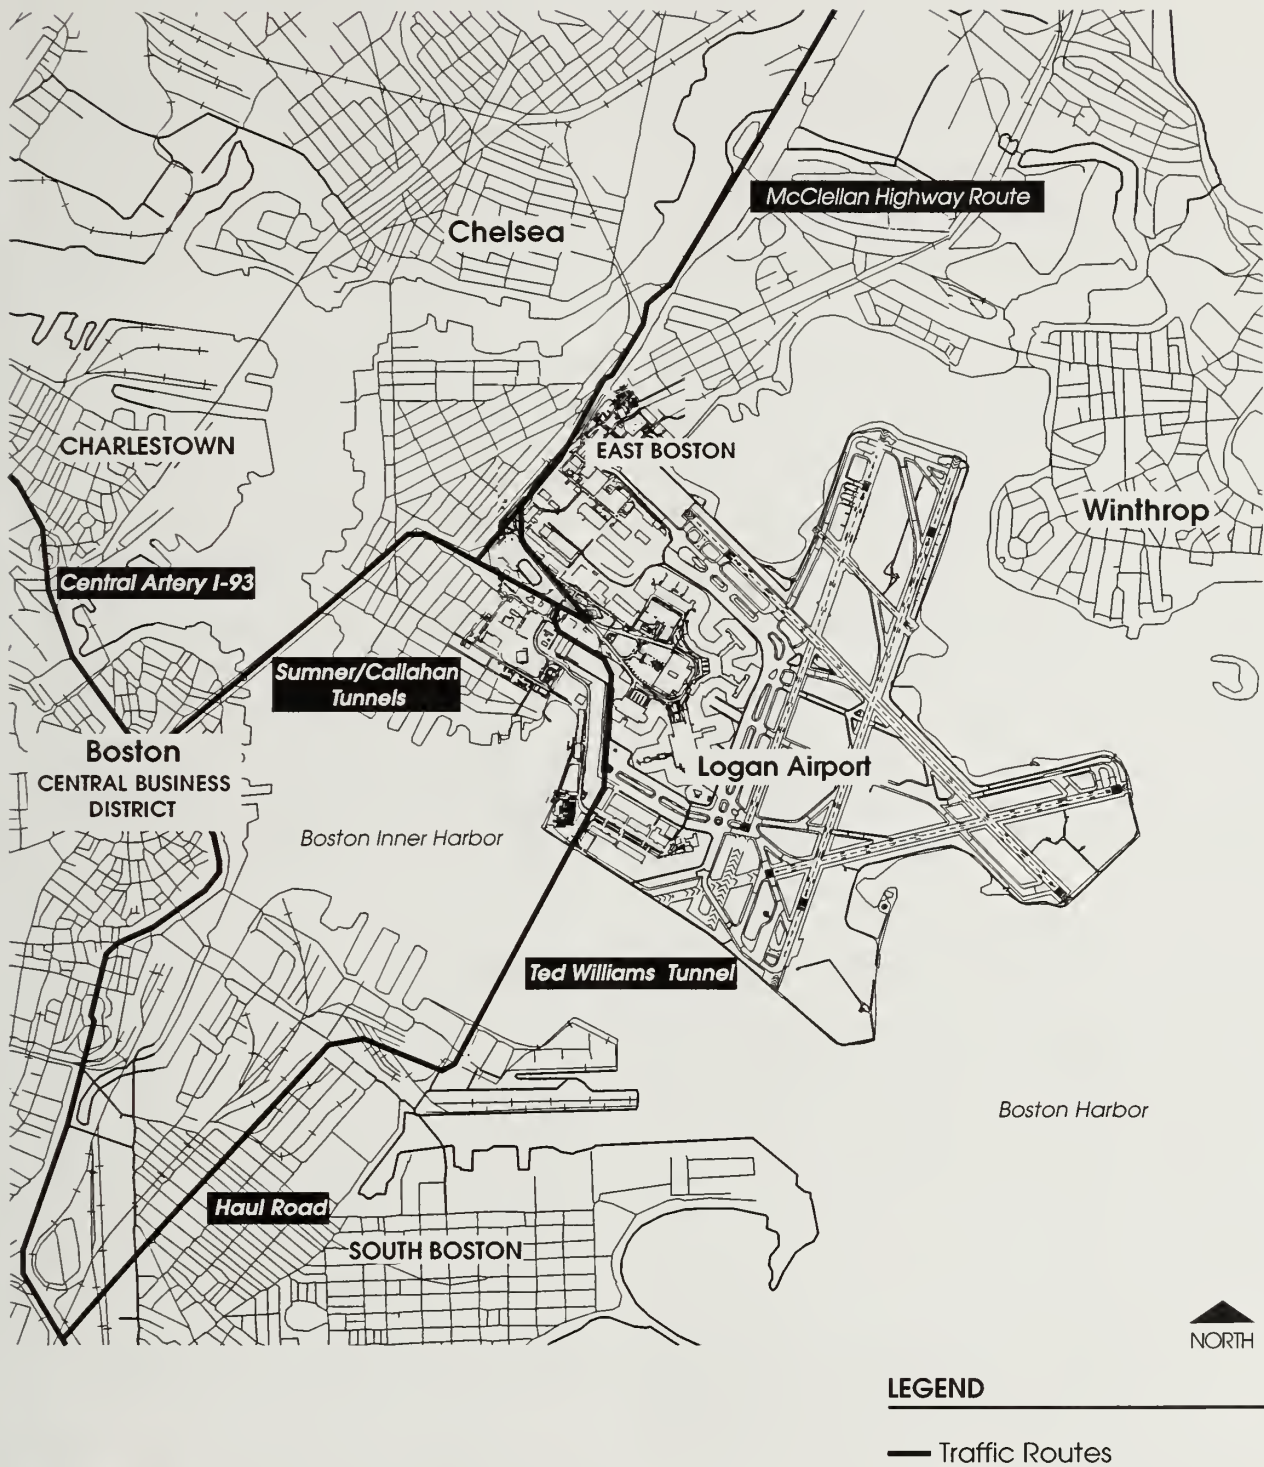 McClellan Highway Route
Chelsea
CHARLESTOWN
EAST BOSTON
Winthrop
Central Artery I-93
Sumner/Callahan
Tunnels
Boston
CENTRAL BUSINESS
DISTRICT
Logan Airport
Boston Inner Harbor
Ted Williams Tunnel
Boston Harbor
Haul Road
SOUTH BOSTON
NORTH
LEGEND
Traffic Routes